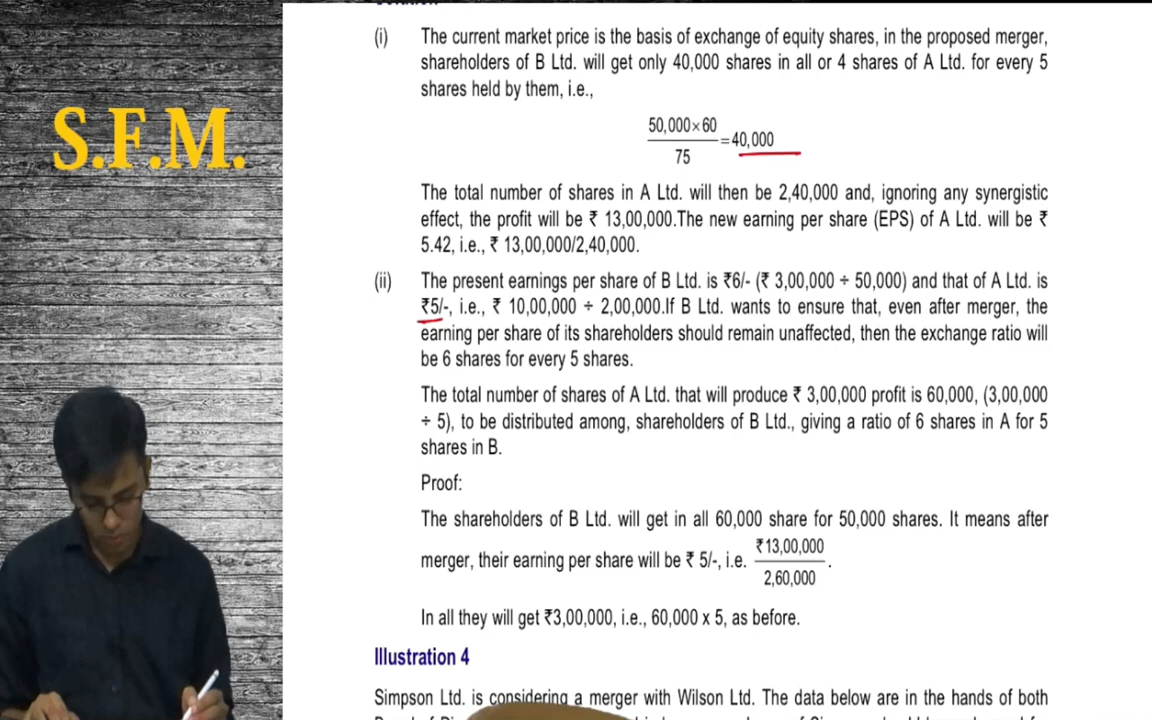 S.F.M.
(i) The current market price is the basis of exchange of equity shares, in the proposed merger,
shareholders of B Ltd. will get only 40,000 shares in all or 4 shares of A Ltd. for every 5
shares held by them, i.e.,
50,000×60
75
=40,000
The total number of shares in A Ltd. will then be 2,40,000 and, ignoring any synergistic
effect, the profit will be ₹ 13,00,000.The new earning per share (EPS) of A Ltd. will be ₹
5.42, i.e., ₹ 13,00,000/2,40,000.
(ii) The present earnings per share of B Ltd. is ₹6/- (₹ 3,00,000 ÷ 50,000) and that of A Ltd. is
₹5/-, i.e., ₹ 10,00,000 ÷ 2,00,000.If B Ltd. wants to ensure that, even after merger, the
earning per share of its shareholders should remain unaffected, then the exchange ratio will
be 6 shares for every 5 shares.
The total number of shares of A Ltd. that will produce ₹ 3,00,000 profit is 60,000, (3,00,000
÷ 5), to be distributed among, shareholders of B Ltd., giving a ratio of 6 shares in A for 5
shares in B.
Proof:
The shareholders of B Ltd. will get in all 60,000 share for 50,000 shares. It means after
merger, their earning per share will be ₹ 5/-, i.e. ₹13,00,000
2,60,000 .
In all they will get ₹3,00,000, i.e., 60,000 x 5, as before.
Illustration 4
Simpson Ltd. is considering a merger with Wilson Ltd. The data below are in the hands of both